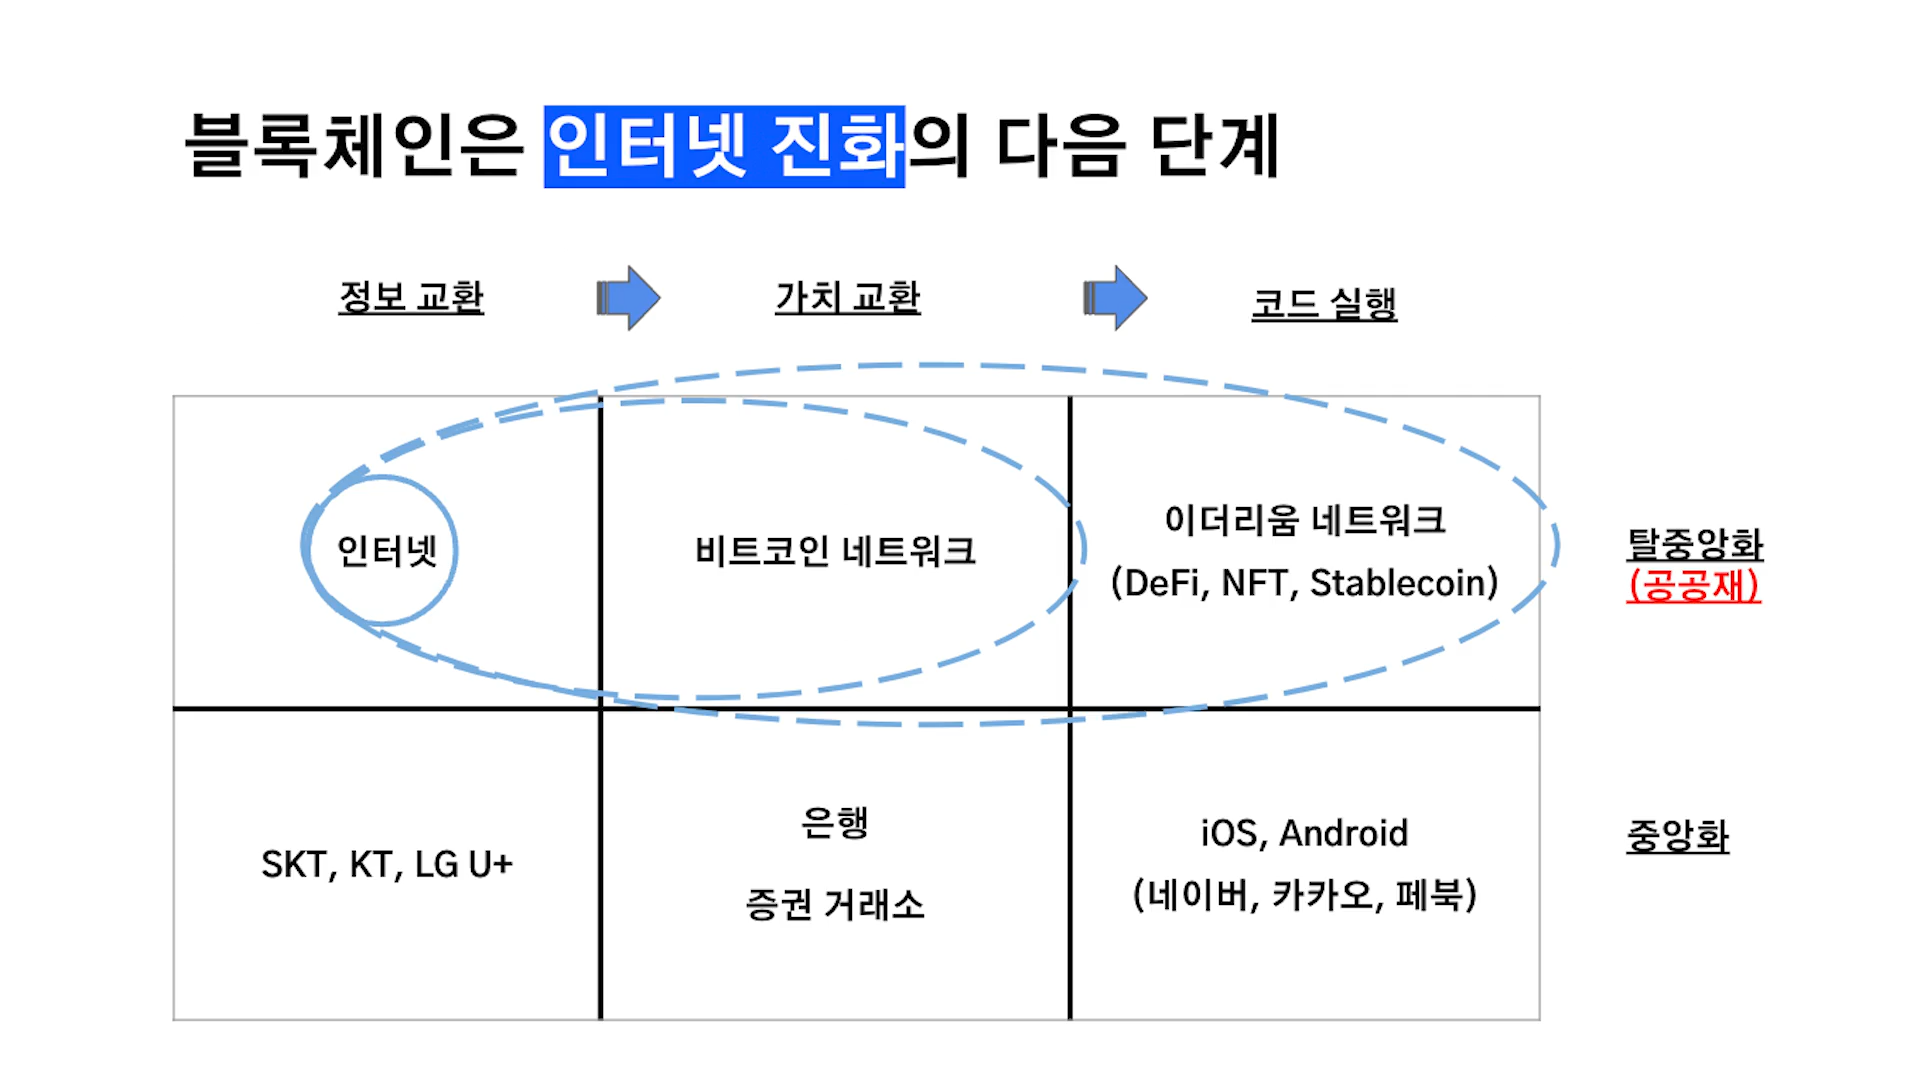 블록체인은 인터넷 진화의 다음 단계
정보 교환
가치 교환
코드 실행
인터넷
비트코인 네트워크
이더리움 네트워크
(DeFi, NFT, Stablecoin)
탈중앙화
(공공재)
SKT, KT, LG U+
은행
증권 거래소
iOS, Android
(네이버, 카카오, 페북)
중앙화